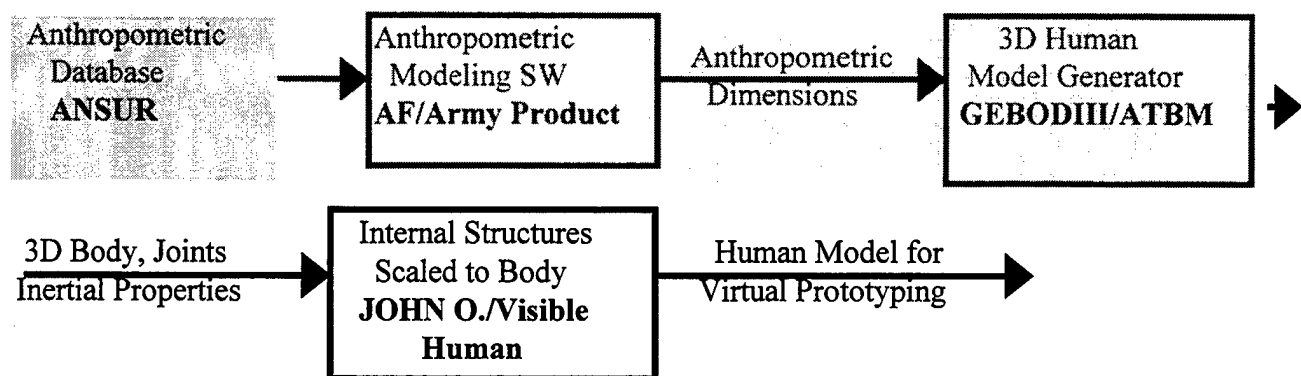 Anthropometric
Database
ANSUR
Anthropometric
Modeling SW
AF/Army Product
Anthropometric
Dimensions
3D Human
Model Generator
GEBODIII/ATBM
3D Body, Joints
Inertial Properties
Internal Structures
Scaled to Body
JOHN O./Visible
Human
Human Model for
Virtual Prototyping